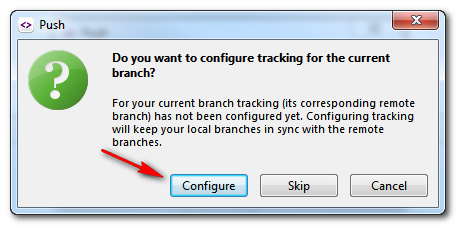 Push
Do you want to configure tracking for the current
branch?
For your current branch tracking (its corresponding remote
branch) has not been configured yet. Configuring tracking
will keep your local branches in sync with the remote
branches.
Configure Skip Cancel